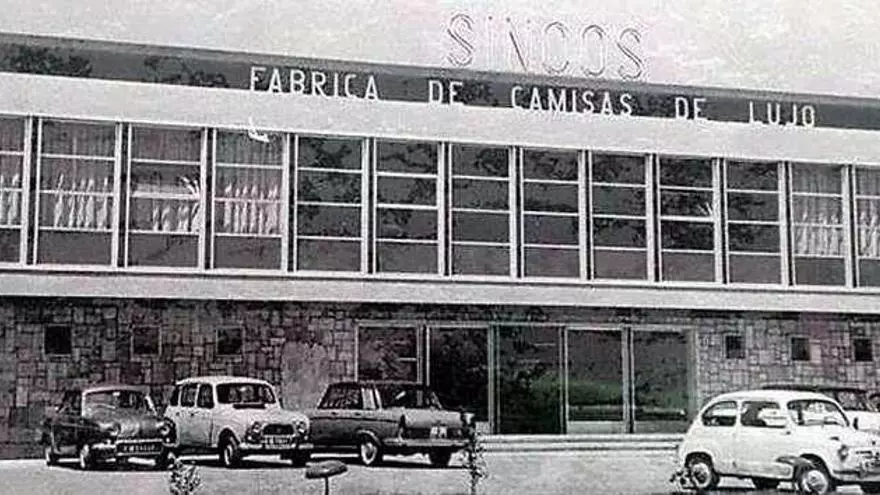 SINCOS
FABRICA DE CAMISAS DE LUJO